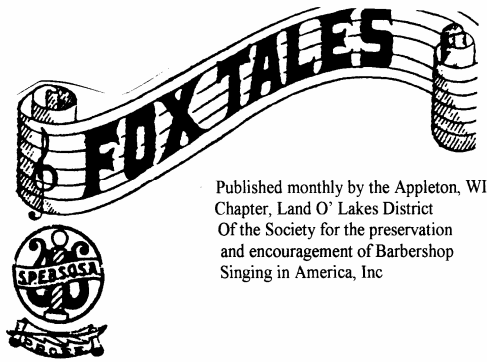 FOX TALES
Published monthly by the Appleton, WI
Chapter, Land O' Lakes District
Of the Society for the preservation
and encouragement of Barbershop
Singing in America, Inc
S.P.E.B.S.Q.S.A.